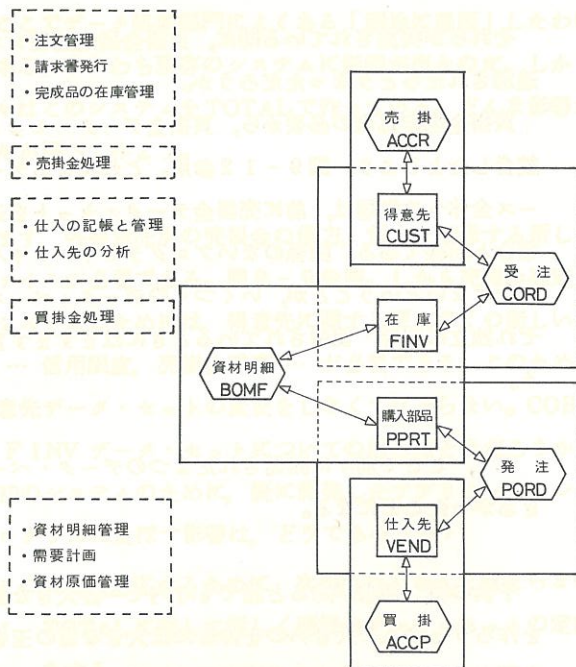 ・注文管理
・請求書発行
・完成品の在庫管理
・売掛金処理
・仕入の記帳と管理
・仕入先の分析
・買掛金処理
・資材明細管理
・需要計画
・資材原価管理
売掛
ACCR
得意先
CUST
受注
CORD
在庫
FINV
資材明細
BOMF
購入部品
PPRT
発注
PORD
仕入先
VEND
買掛
ACCP